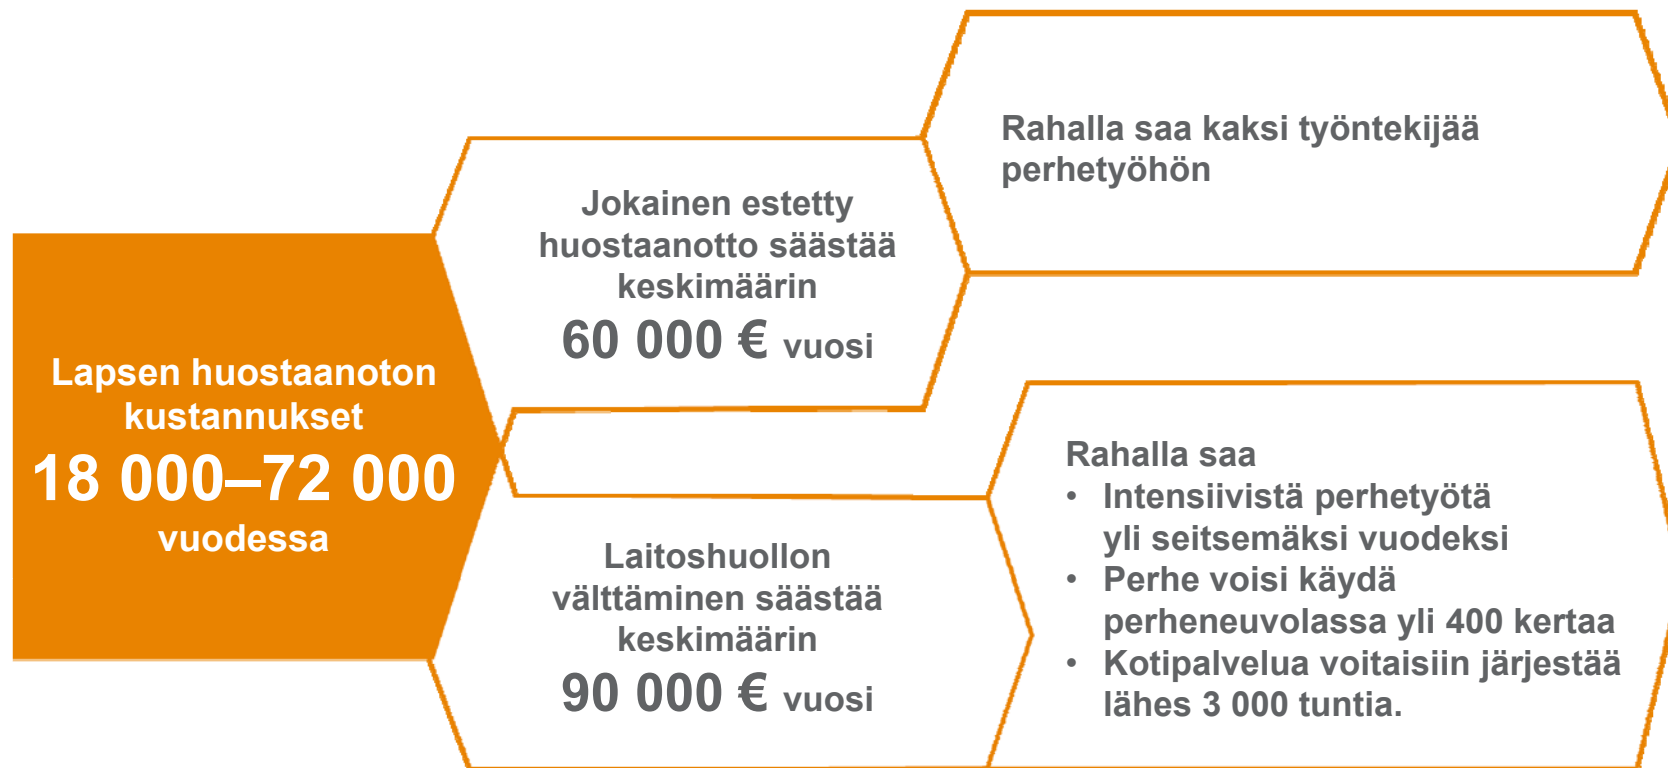 Lapsen huostaanoton
kustannukset
18 000–72 000
vuodessa
Jokainen estetty
huostaanotto säästää
keskimäärin
60 000 € vuosi
Rahalla saa kaksi työntekijää
perhetyöhön
Laitoshuollon
välttäminen säästää
keskimäärin
90 000 € vuosi
Rahalla saa
• Intensiivistä perhetyötä
yli seitsemäksi vuodeksi
• Perhe voisi käydä
perheneuvolassa yli 400 kertaa
• Kotipalvelua voitaisiin järjestää
lähes 3 000 tuntia.